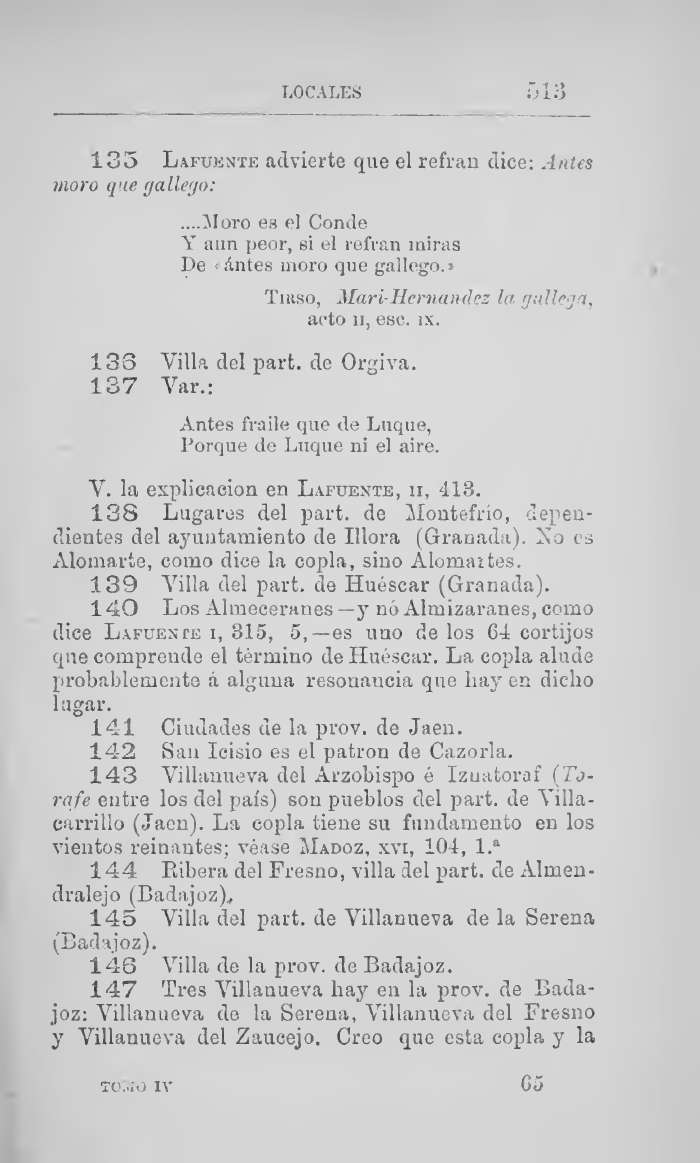 LOCALES 513
135 LAFUENTE advierte que el refran dice: Antes
moro que gallego:
....Moro es el Conde
Y aun peor, si el refran miras
De «ántes moro que gallego.»
TIRSO, Mari-Hernandez la gallega,
acto II, esc. IX.
136 Villa del part. de Orgiva.
137 Var.:
Antes fraile que de Luque,
Porque de Luque ni el aire.
V. la explicacion en LAFUENTE, II, 413.
138 Lugares del part. de Montefrio, depen-
dientes del ayuntamiento de Illora (Granada). No es
Alomarte, como dice la copla, sino Alomartes.
139 Villa del part. de Huéscar (Granada).
140 Los Almeceranes—y nó Almizaranes, como
dice LAFUENTE I, 315, 5,—es uno de los 64 cortijos
que comprende el término de Huéscar. La copla alude
probablemente á alguna resonancia que hay en dicho
lugar.
141 Ciudades de la prov. de Jaen.
142 San Icisio es el patron de Cazorla.
143 Villanueva del Arzobispo é Iznatoraf (To-
rafe entre los del país) son pueblos del part. de Villa-
carrillo (Jaen). La copla tiene su fundamento en los
vientos reinantes; véase MADOZ, XVI, 104, 1.ª
144 Ribera del Fresno, villa del part. de Almen-
dralejo (Badajoz).
145 Villa del part. de Villanueva de la Serena
(Badajoz).
146 Villa de la prov. de Badajoz.
147 Tres Villanueva hay en la prov. de Bada-
joz: Villanueva de la Serena, Villanueva del Fresno
y Villanueva del Zaucejo. Creo que esta copla y la
TOMO IV 65